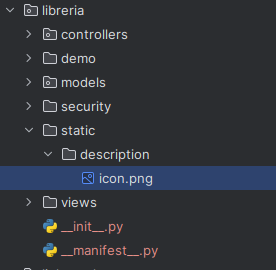 libreria
controllers
demo
models
security
static
description
icon.png
views
__init__.py
__manifest__.py